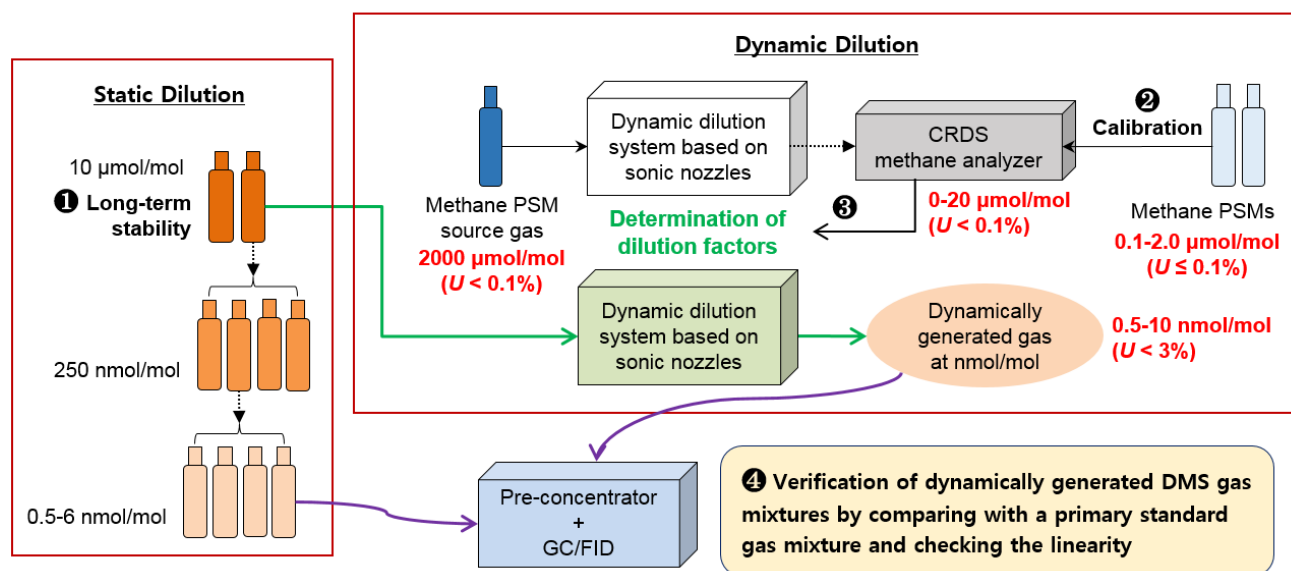 Static Dilution
10 µmol/mol
❶ Long-term
stability
250 nmol/mol
0.5-6 nmol/mol
Dynamic Dilution
Dynamic dilution
system based on
sonic nozzles
CRDS
methane analyzer
❷
Calibration
Methane PSM
source gas
2000 µmol/mol
(U < 0.1%)
Determination of
dilution factors
❸
0-20 µmol/mol
(U < 0.1%)
Methane PSMs
0.1-2.0 µmol/mol
(U ≤ 0.1%)
Dynamic dilution
system based on
sonic nozzles
Dynamically
generated gas
at nmol/mol
0.5-10 nmol/mol
(U < 3%)
Pre-concentrator
+
GC/FID
❹ Verification of dynamically generated DMS gas
mixtures by comparing with a primary standard
gas mixture and checking the linearity